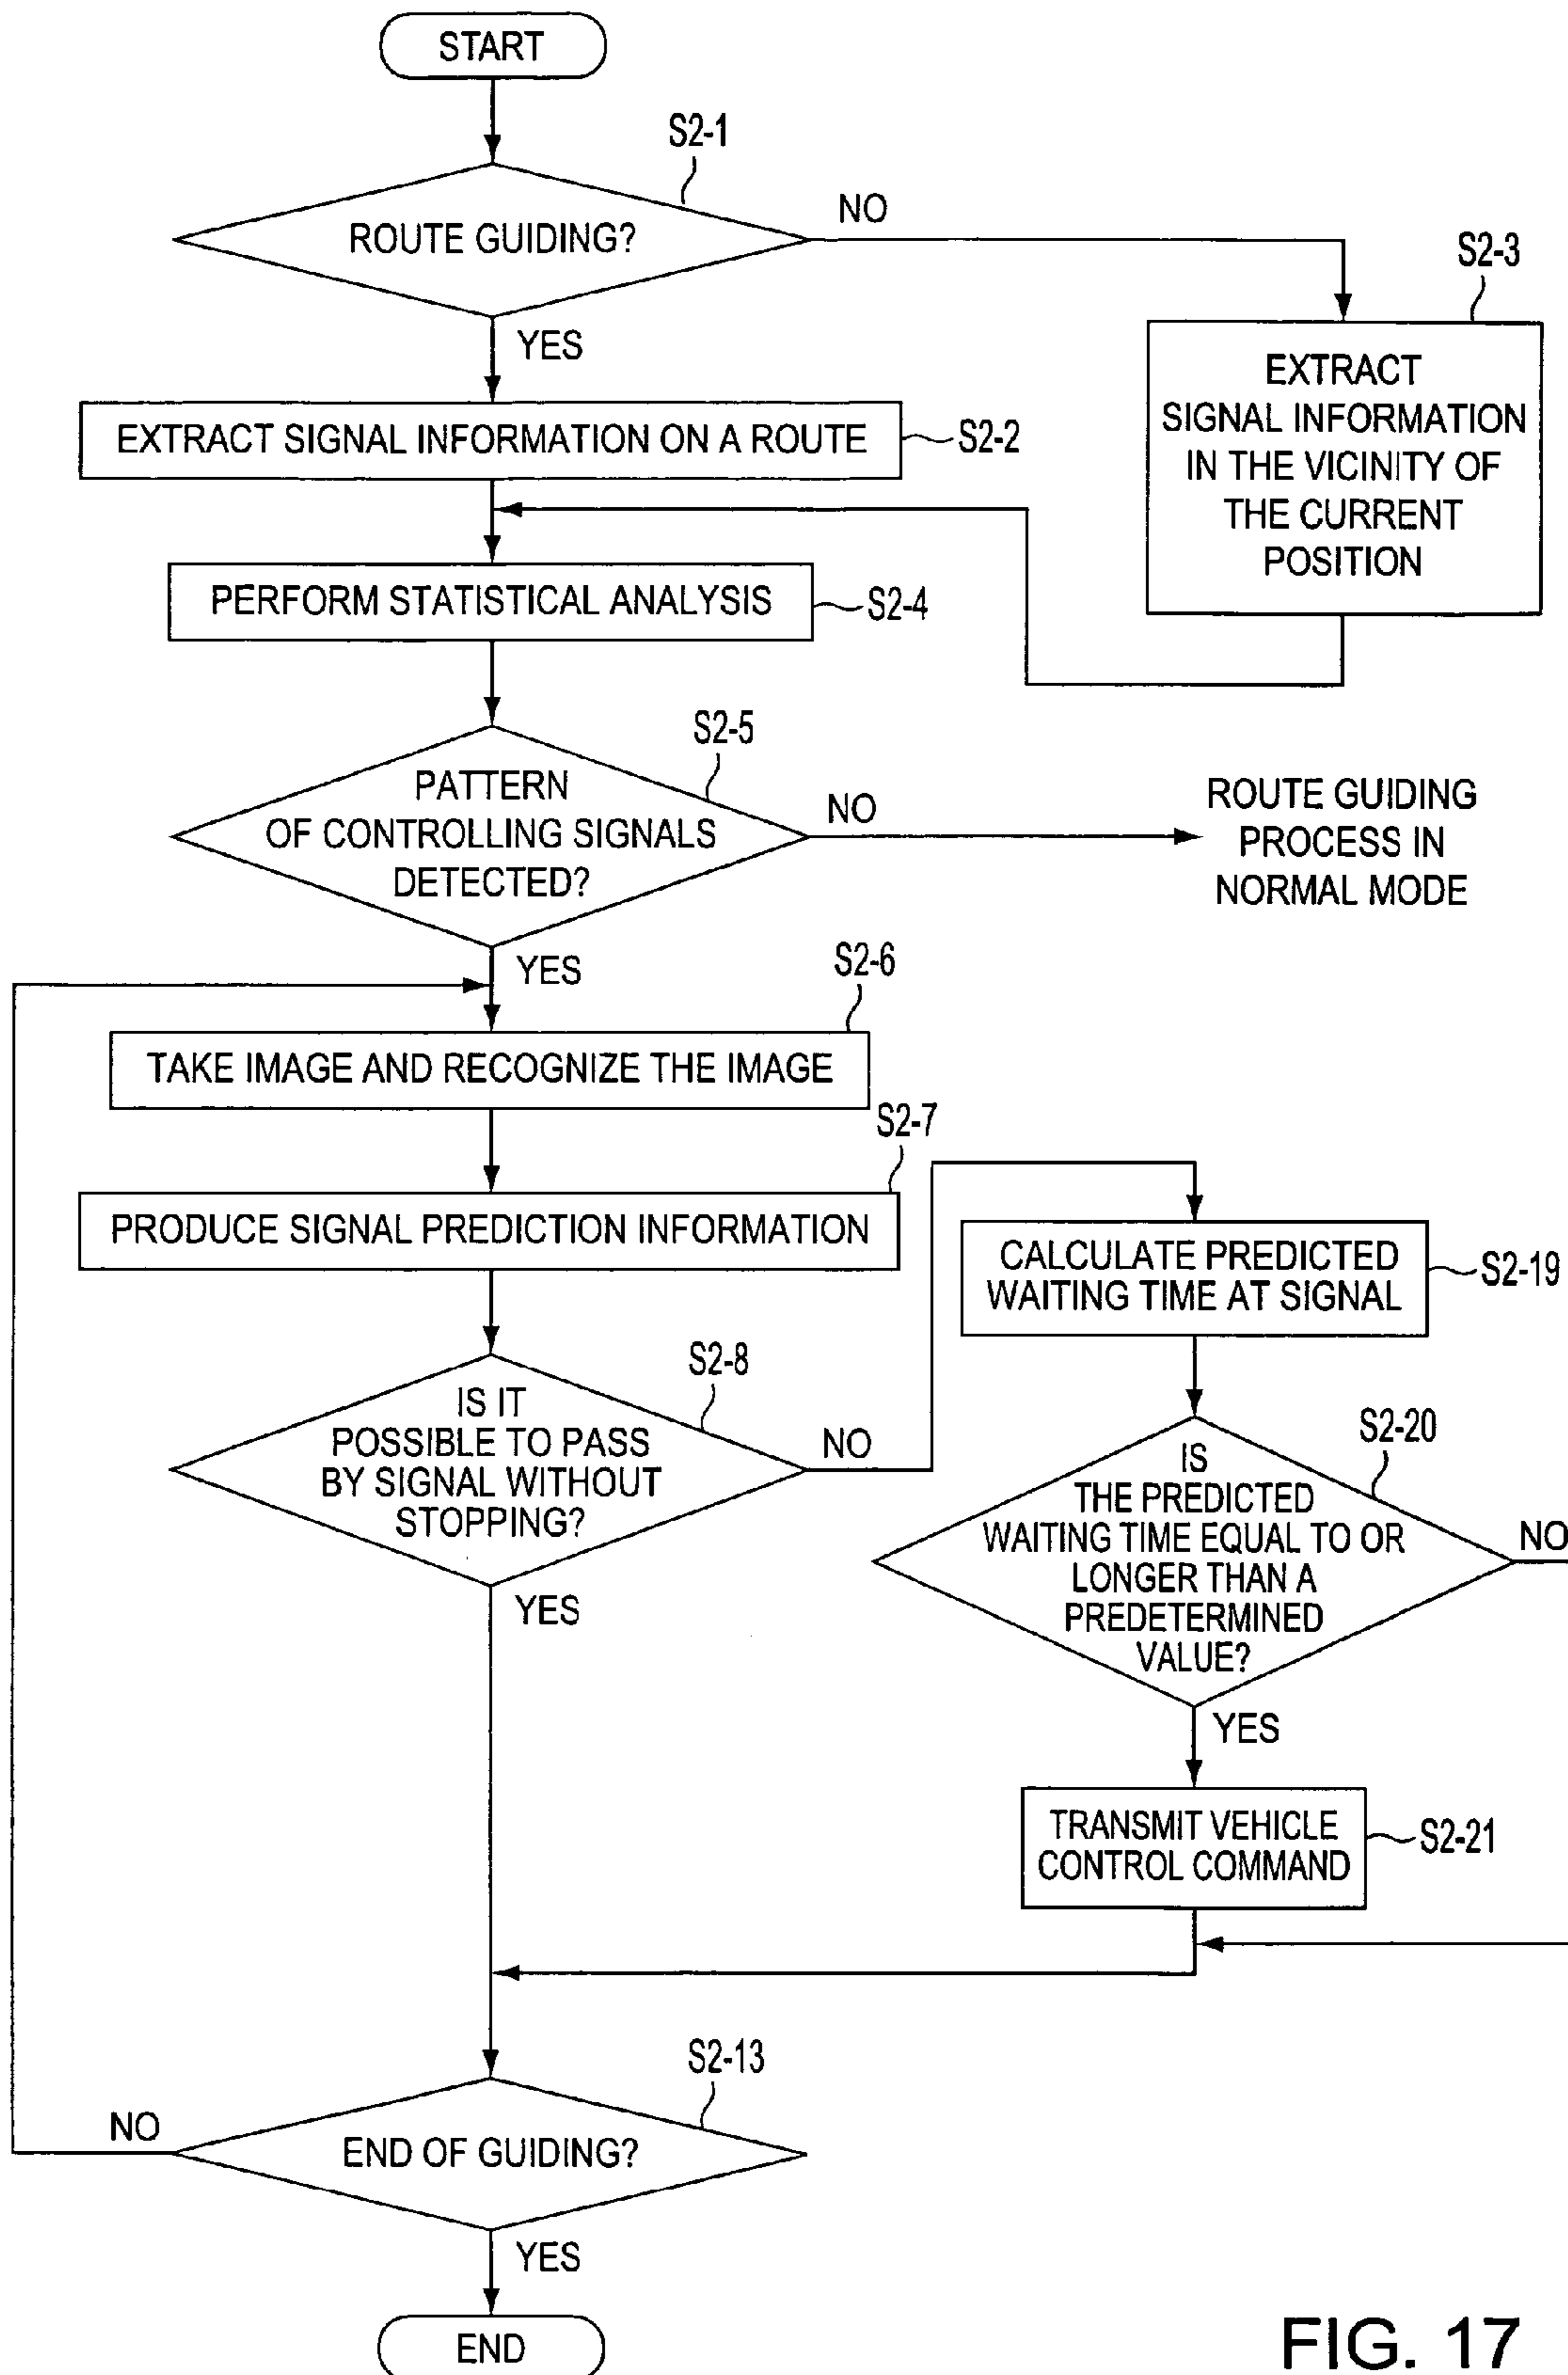 START
S2-1
ROUTE GUIDING?
NO
S2-3
YES
EXTRACT
SIGNAL INFORMATION
IN THE VICINITY OF
THE CURRENT
POSITION
EXTRACT SIGNAL INFORMATION ON A ROUTE
S2-2
PERFORM STATISTICAL ANALYSIS
S2-4
S2-5
PATTERN
OF CONTROLLING SIGNALS
DETECTED?
NO
ROUTE GUIDING
PROCESS IN
NORMAL MODE
YES
S2-6
TAKE IMAGE AND RECOGNIZE THE IMAGE
S2-7
PRODUCE SIGNAL PREDICTION INFORMATION
S2-8
IS IT
POSSIBLE TO PASS
BY SIGNAL WITHOUT
STOPPING?
NO
YES
CALCULATE PREDICTED
WAITING TIME AT SIGNAL
S2-19
S2-20
IS
THE PREDICTED
WAITING TIME EQUAL TO OR
LONGER THAN A
PREDETERMINED
VALUE?
NO
YES
TRANSMIT VEHICLE
CONTROL COMMAND
S2-21
S2-13
NO
END OF GUIDING?
YES
END
FIG. 17